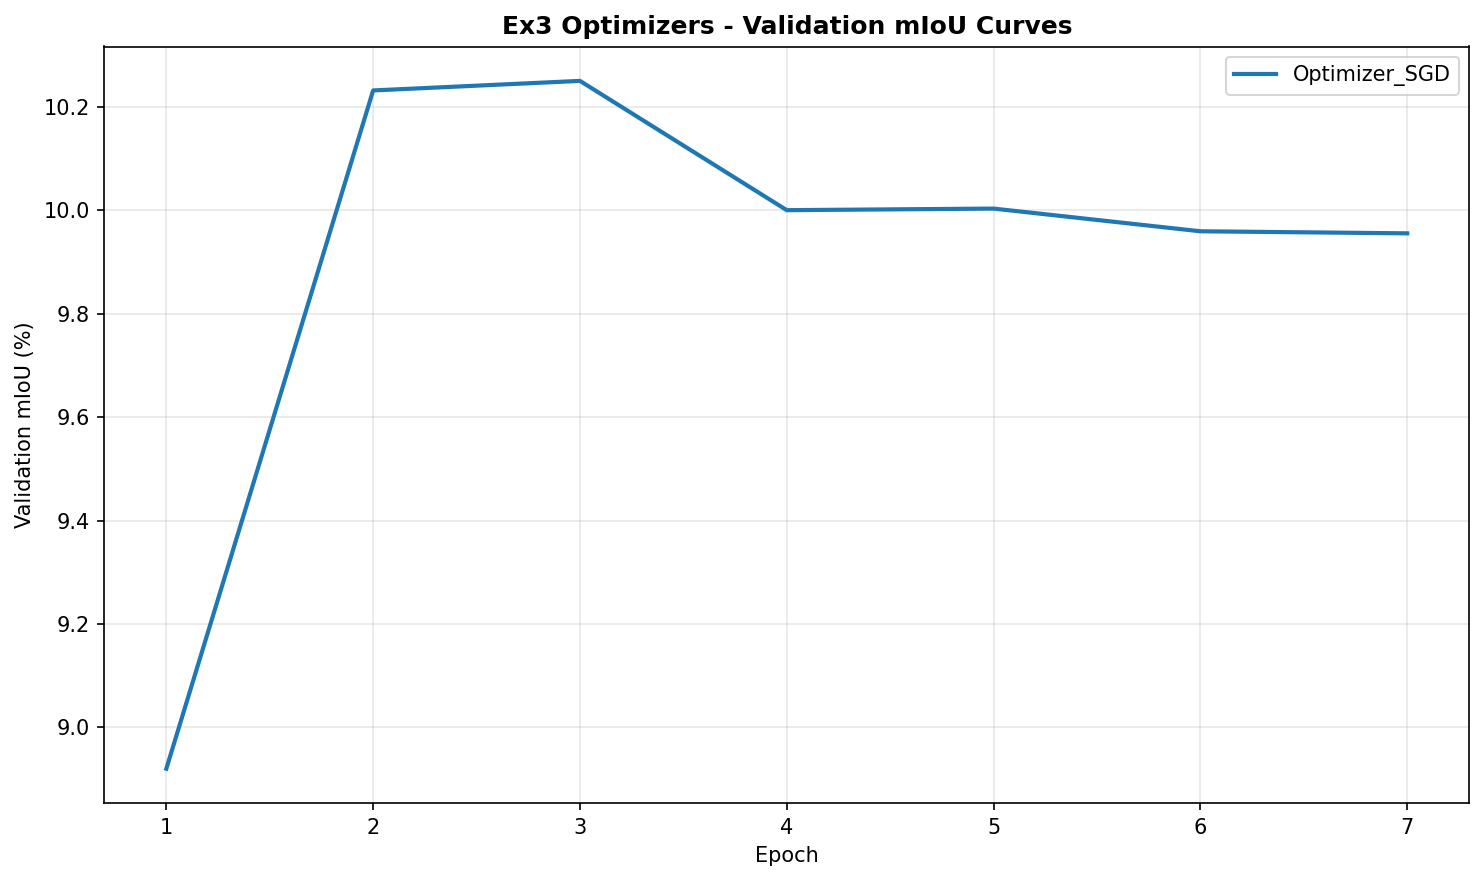 Ex3 Optimizers - Validation mIoU Curves
Optimizer_SGD
Validation mIoU (%)
10.2
10.0
9.8
9.6
9.4
9.2
9.0
1 2 3 4 5 6 7
Epoch